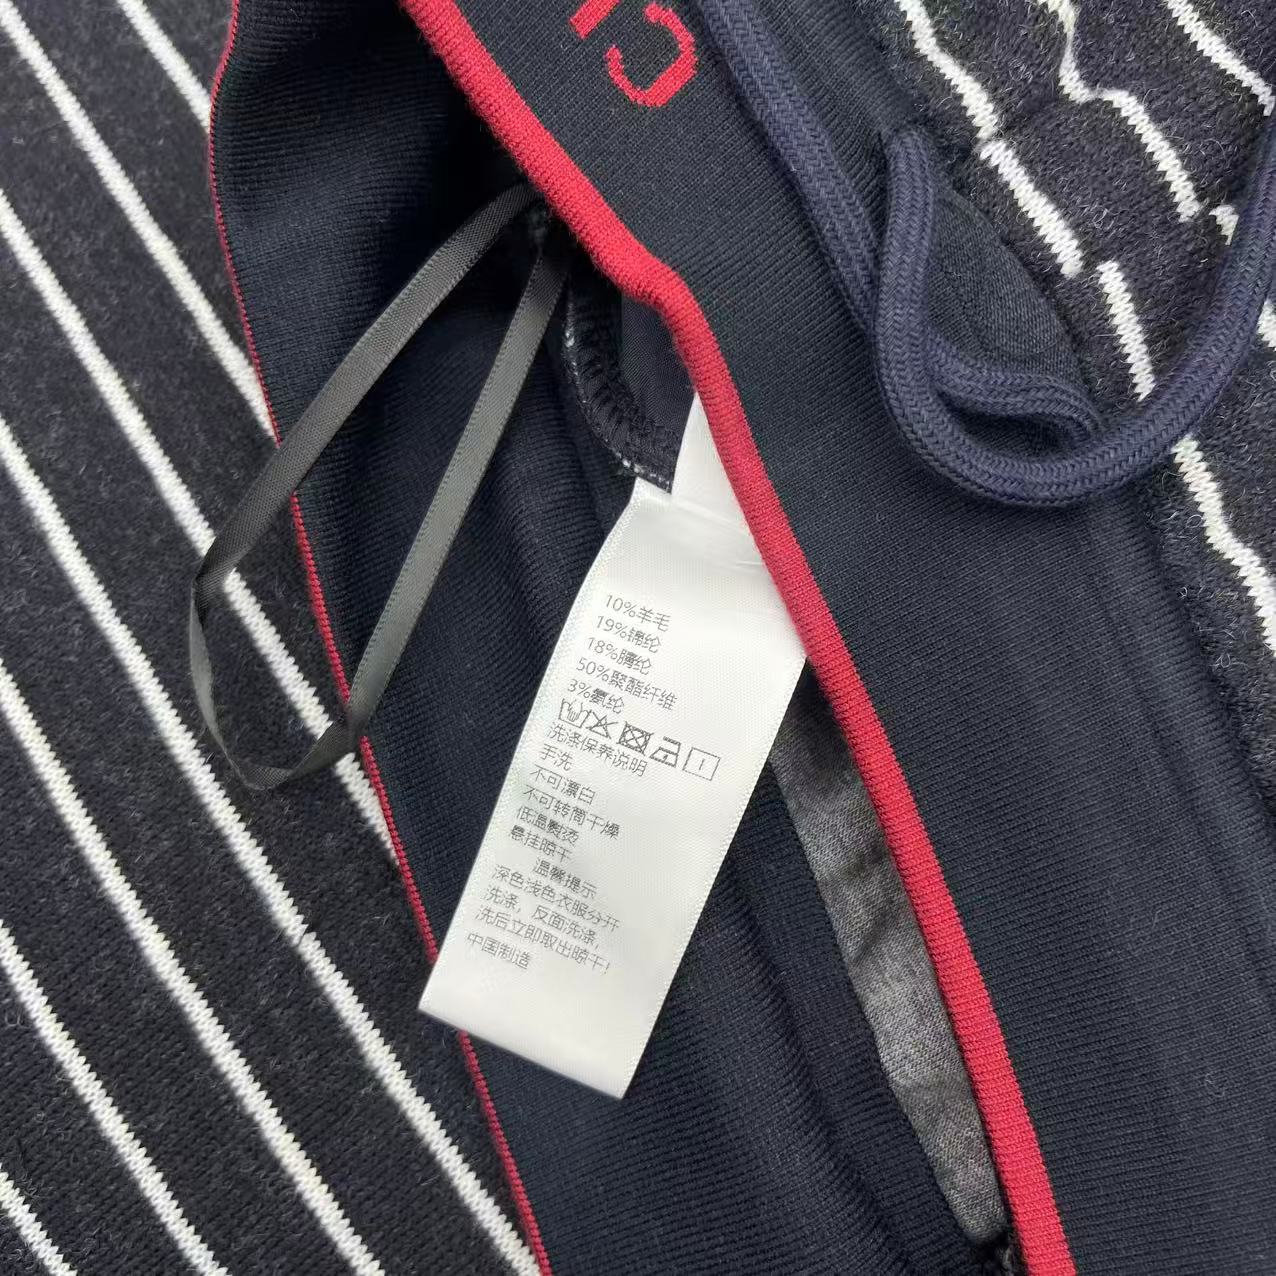 10%羊毛
19%锦纶
18%腈纶
50%聚酯纤维
3%氨纶
洗涤保养说明
手洗
不可漂白
不可转筒干燥
低温熨烫
悬挂晾干
温馨提示
深色浅色衣服分开
洗涤，反面洗涤，
洗后立即取出晾干！
中国制造